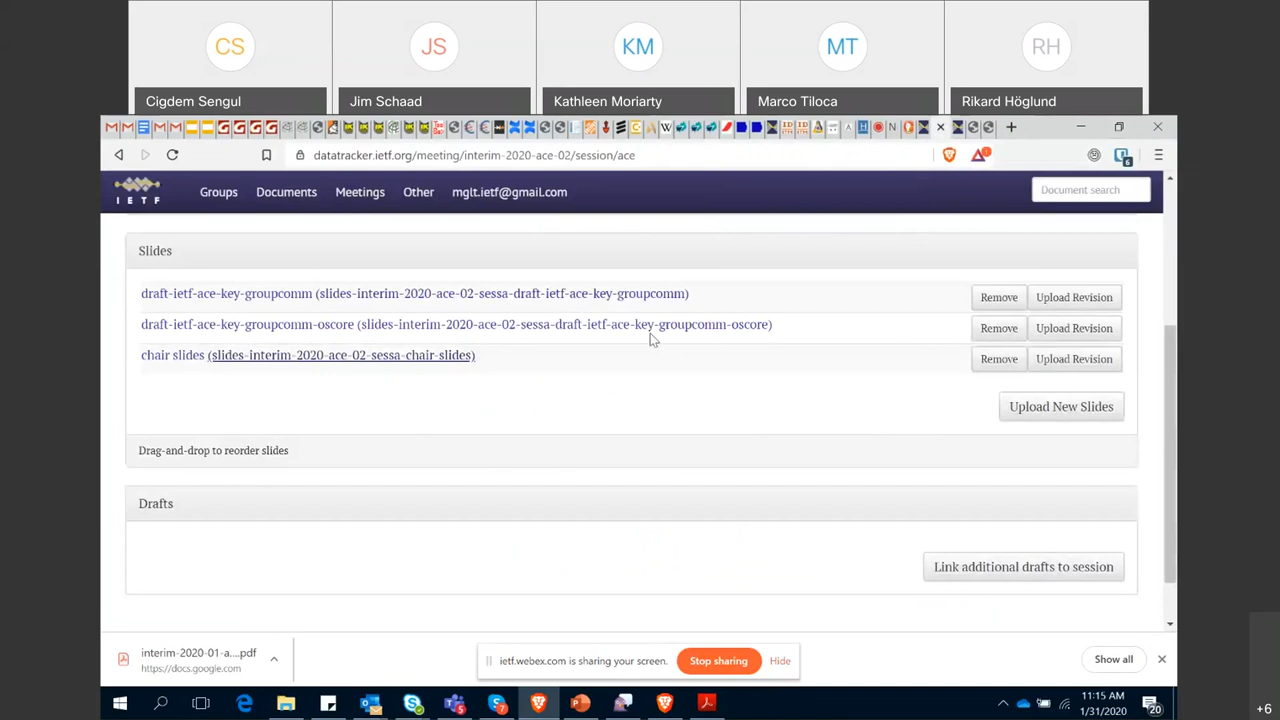 CS JS KM MT RH
Cigdem Sengul Jim Schaad Kathleen Moriarty Marco Tiloca Rikard Höglund
datatracker.ietf.org/meeting/interim-2020-ace-02/session/ace
6
IETF Groups Documents Meetings Other mglt.ietf@gmail.com Document search
Slides
draft-ietf-ace-key-groupcomm (slides-interim-2020-ace-02-sessa-draft-ietf-ace-key-groupcomm) Remove Upload Revision
draft-ietf-ace-key-groupcomm-oscore (slides-interim-2020-ace-02-sessa-draft-ietf-ace-key-groupcomm-oscore) Remove Upload Revision
chair slides (slides-interim-2020-ace-02-sessa-chair-slides) Remove Upload Revision
Upload New Slides
Drag-and-drop to reorder slides
Drafts
Link additional drafts to session
interim-2020-01-a....pdf
https://docs.google.com
ietf.webex.com is sharing your screen. Stop sharing Hide
Show all
11:15 AM
1/31/2020
20
+6